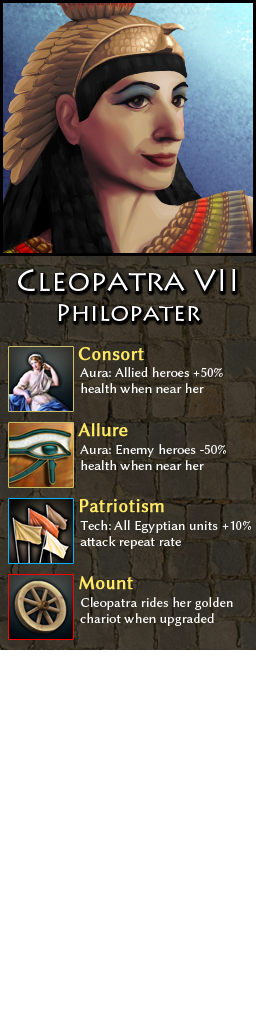 Cleopatra VII
Philopater
Consort
Aura: Allied heroes +50%
health when near her
Allure
Aura: Enemy heroes -50%
health when near her
Patriotism
Tech: All Egyptian units +10%
attack repeat rate
Mount
Cleopatra rides her golden
chariot when upgraded